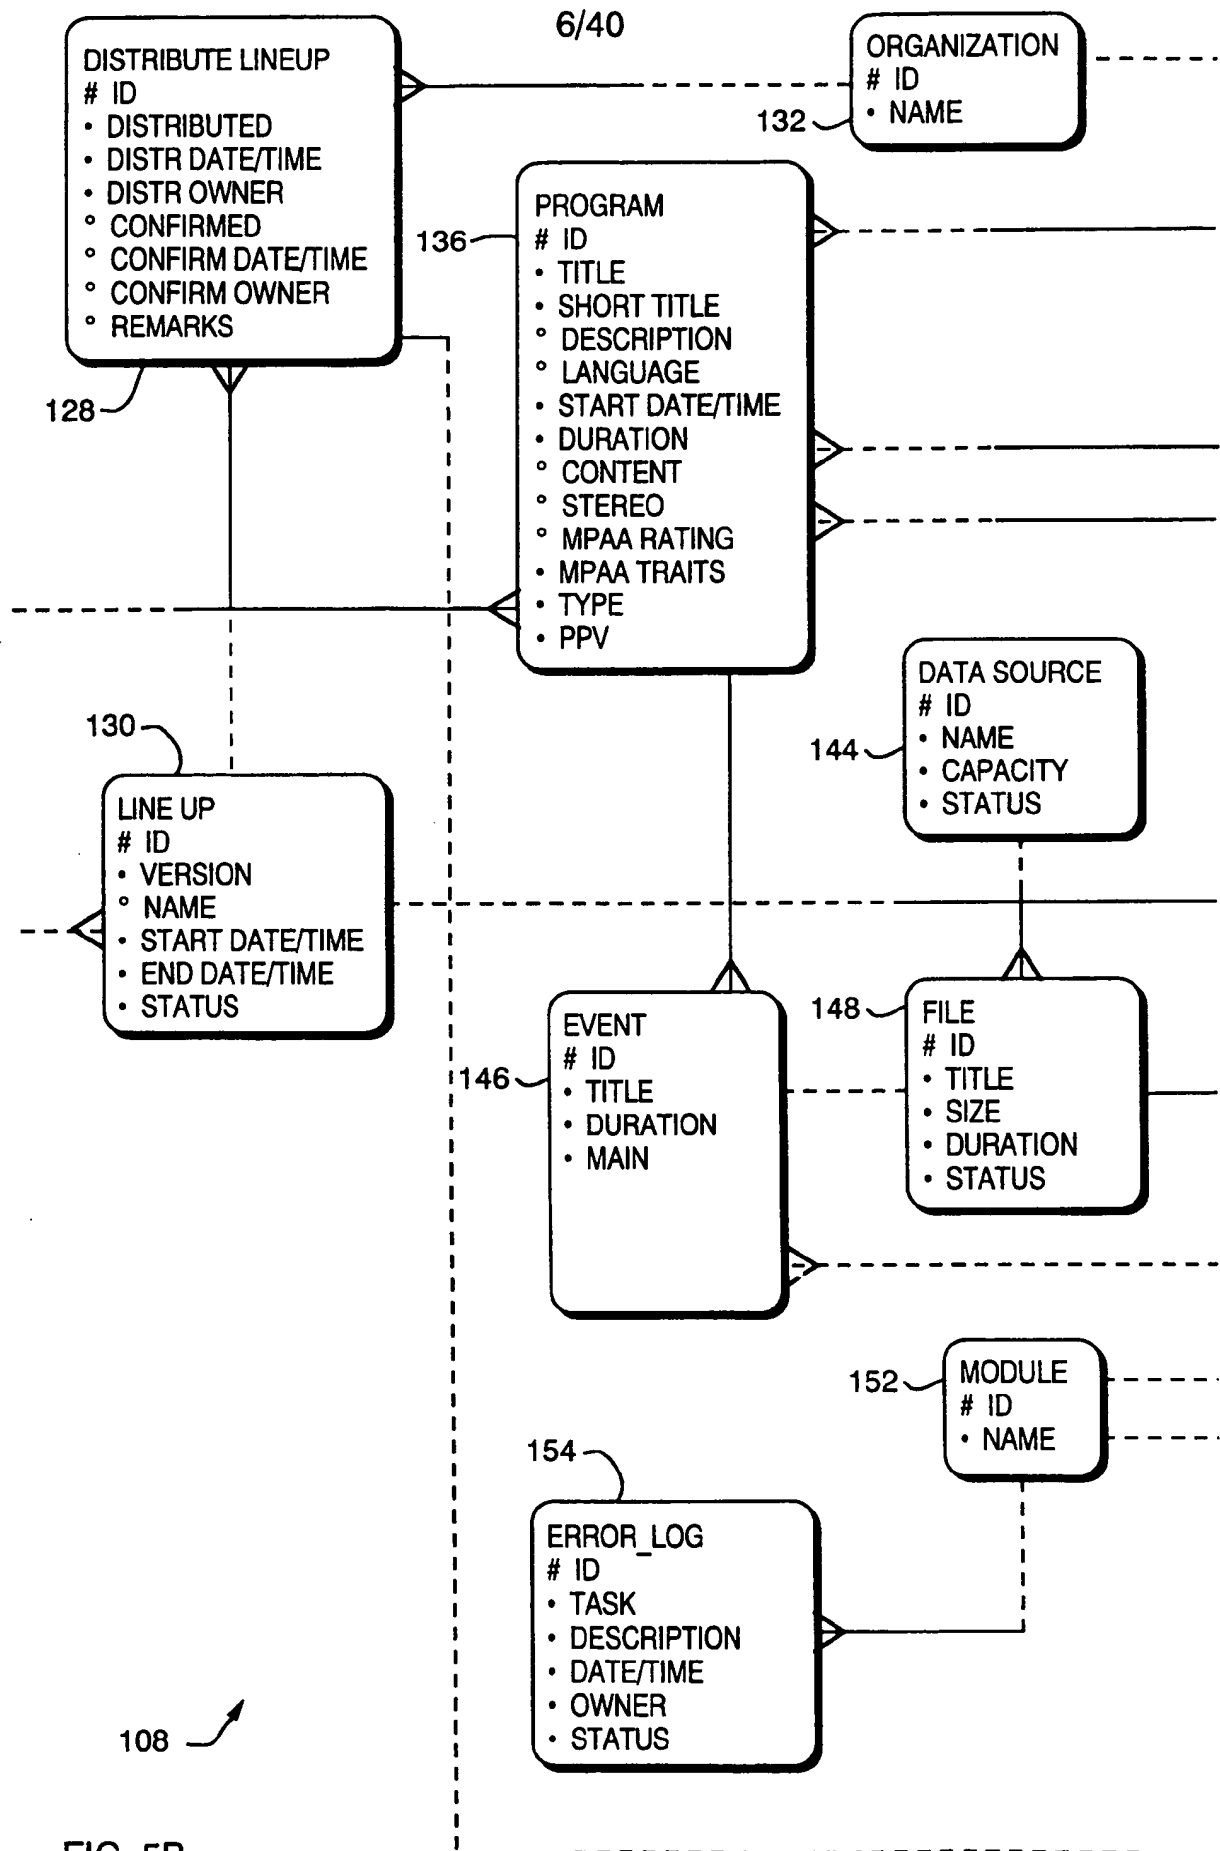 6/40
DISTRIBUTE LINEUP
# ID
• DISTRIBUTED
• DISTR DATE/TIME
• DISTR OWNER
° CONFIRMED
° CONFIRM DATE/TIME
° CONFIRM OWNER
° REMARKS
128
ORGANIZATION
# ID
• NAME
132
PROGRAM
# ID
• TITLE
• SHORT TITLE
° DESCRIPTION
° LANGUAGE
• START DATE/TIME
• DURATION
° CONTENT
° STEREO
° MPAA RATING
• MPAA TRAITS
• TYPE
• PPV
136
130
LINE UP
# ID
• VERSION
° NAME
• START DATE/TIME
• END DATE/TIME
• STATUS
DATA SOURCE
# ID
• NAME
• CAPACITY
• STATUS
144
EVENT
# ID
• TITLE
• DURATION
• MAIN
146
148
FILE
# ID
• TITLE
• SIZE
• DURATION
• STATUS
152
MODULE
# ID
• NAME
154
ERROR_LOG
# ID
• TASK
• DESCRIPTION
• DATE/TIME
• OWNER
• STATUS
108